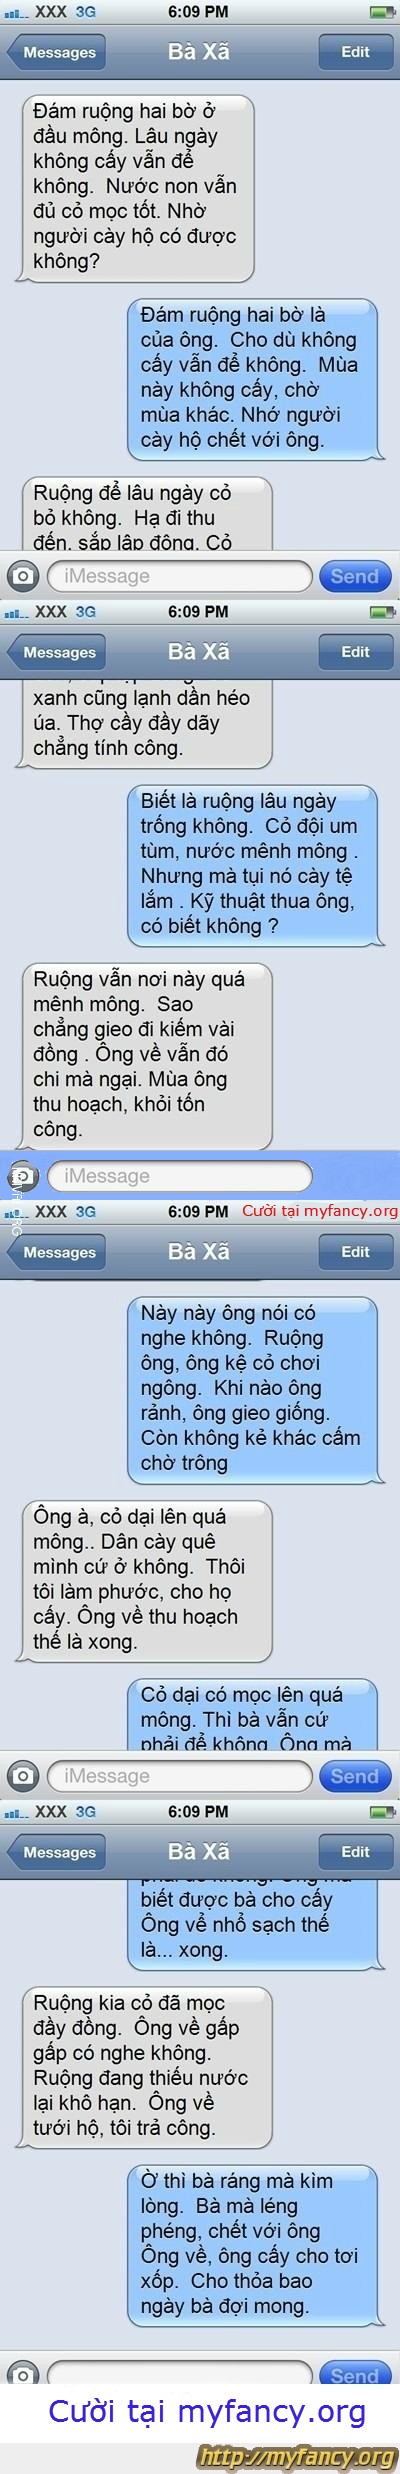 XXX 3G 6:09 PM
Messages Bà Xã Edit
Đám ruộng hai bờ ở
đầu mông. Lâu ngày
không cấy vẫn để
không. Nước non vẫn
đủ cỏ mọc tốt. Nhờ
người cày hộ có được
không?
Đám ruộng hai bờ là
của ông. Cho dù không
cấy vẫn để không. Mùa
này không cấy, chờ
mùa khác. Nhớ người
cày hộ chết với ông.
Ruộng để lâu ngày cỏ
bỏ không. Hạ đi thu
đến, sắp lập đông. Cỏ
iMessage Send
XXX 3G 6:09 PM
Messages Bà Xã Edit
xanh cũng lạnh dần héo
úa. Thợ cầy đầy dãy
chẳng tính công.
Biết là ruộng lâu ngày
trống không. Cỏ đội um
tùm, nước mênh mông .
Nhưng mà tụi nó cày tệ
lắm . Kỹ thuật thua ông,
có biết không ?
Ruộng vẫn nơi này quá
mênh mông. Sao
chẳng gieo đi kiếm vài
đồng . Ông về vẫn đó
chi mà ngại. Mùa ông
thu hoạch, khỏi tốn
công.
iMessage
XXX 3G 6:09 PM Cười tại myfancy.org
Messages Bà Xã Edit
Này này ông nói có
nghe không. Ruộng
ông, ông kệ cỏ chơi
ngông. Khi nào ông
rảnh, ông gieo giống.
Còn không kẻ khác cấm
chờ trông
Ông à, cỏ dại lên quá
mông.. Dân cày quê
mình cứ ở không. Thôi
tôi làm phước, cho họ
cấy. Ông về thu hoạch
thế là xong.
Cỏ dại có mọc lên quá
mông. Thì bà vẫn cứ
phải để không. Ông mà
iMessage Send
XXX 3G 6:09 PM
Messages Bà Xã Edit
phải để không. Ông mà
biết được bà cho cấy
Ông về nhổ sạch thế
là... xong.
Ruộng kia cỏ đã mọc
đầy đồng. Ông về gấp
gấp có nghe không.
Ruộng đang thiếu nước
lại khô hạn. Ông về
tưới hộ, tôi trả công.
Ờ thì bà ráng mà kìm
lòng. Bà mà léng
phéng, chết với ông
Ông về, ông cấy cho tơi
xốp. Cho thỏa bao
ngày bà đợi mong.
Send
Cười tại myfancy.org
http://myfancy.org